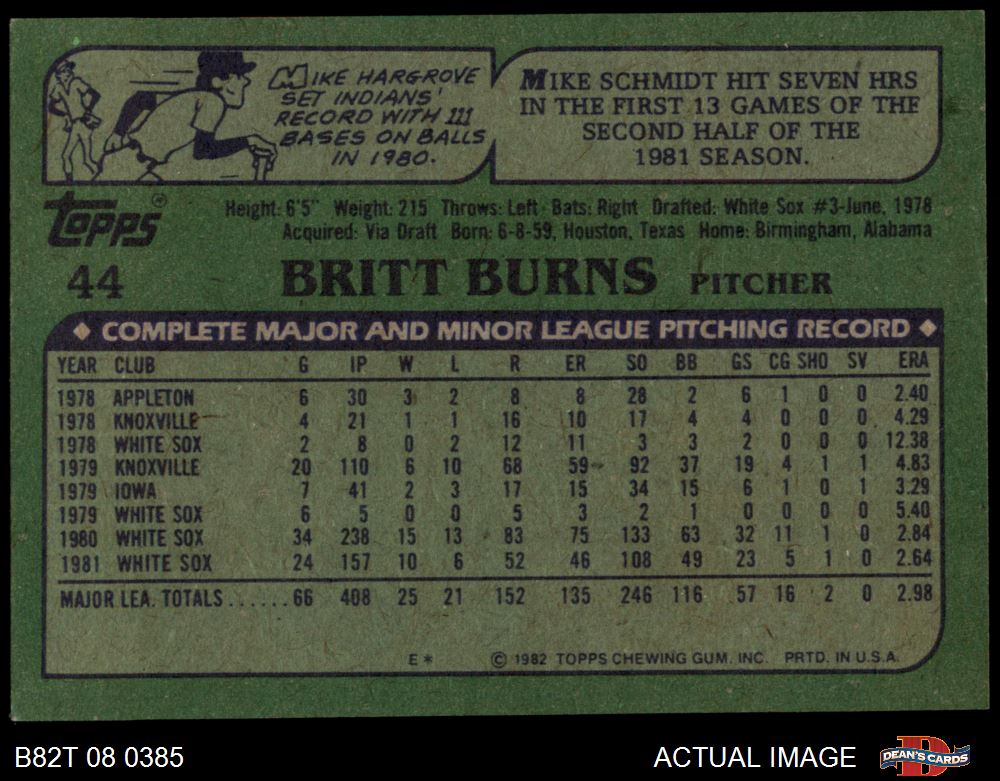 MIKE HARGROVE
SET INDIANS'
RECORD WITH 111
BASES ON BALLS
IN 1980.
MIKE SCHMIDT HIT SEVEN HRS
IN THE FIRST 13 GAMES OF THE
SECOND HALF OF THE
1981 SEASON.
TOPPS®
Height: 6'5" Weight: 215 Throws: Left Bats: Right Drafted: White Sox #3-June, 1978
Acquired: Via Draft Born: 6-8-59, Houston, Texas Home: Birmingham, Alabama
44 BRITT BURNS PITCHER
◆ COMPLETE MAJOR AND MINOR LEAGUE PITCHING RECORD ◆
YEAR CLUB G IP W L R ER SO BB GS CG SHO SV ERA
1978 APPLETON 6 30 3 2 8 8 28 2 6 1 0 0 2.40
1978 KNOXVILLE 4 21 1 1 16 10 17 4 4 0 0 0 4.29
1978 WHITE SOX 2 8 0 2 12 11 3 3 2 0 0 0 12.38
1979 KNOXVILLE 20 110 6 10 68 59 92 37 19 4 1 1 4.83
1979 IOWA 7 41 2 3 17 15 34 15 6 1 0 1 3.29
1979 WHITE SOX 6 5 0 0 5 3 2 1 0 0 0 0 5.40
1980 WHITE SOX 34 238 15 13 83 75 133 63 32 11 1 0 2.84
1981 WHITE SOX 24 157 10 6 52 46 108 49 23 5 1 0 2.64
MAJOR LEA. TOTALS......66 408 25 21 152 135 246 116 57 16 2 0 2.98
E* © 1982 TOPPS CHEWING GUM. INC. PRTD. IN U.S.A.
B82T 08 0385 ACTUAL IMAGE DEAN'S CARDS